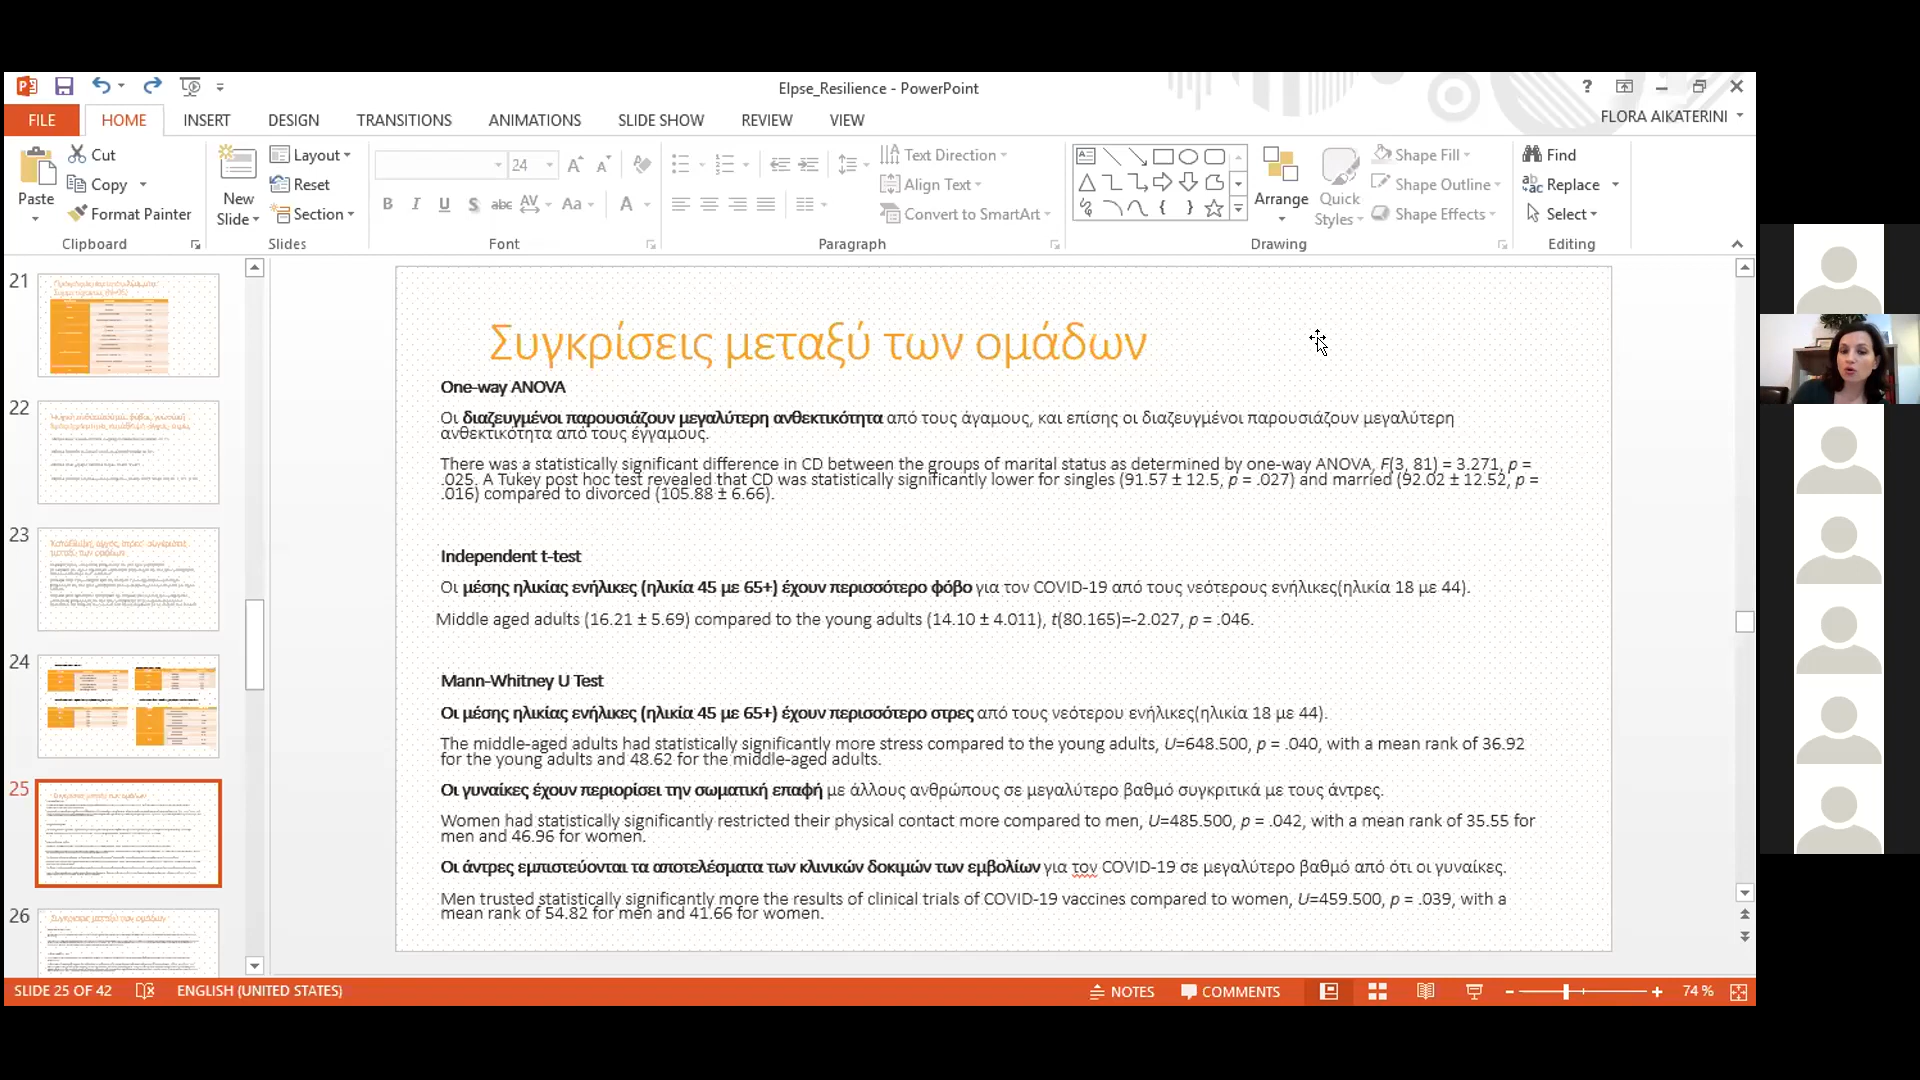 Elpse_Resilience - PowerPoint
?
FLORA AIKATERINI
FILE HOME INSERT DESIGN TRANSITIONS ANIMATIONS SLIDE SHOW REVIEW VIEW
Paste
Cut
Copy
Format Painter
Clipboard
New
Slide
Layout
Reset
Section
Slides
24
B I U S abc AV Aa A
Font
Text Direction
Align Text
Convert to SmartArt
Paragraph
Arrange
Quick
Styles
Shape Fill
Shape Outline
Shape Effects
Drawing
Find
Replace
Select
Editing
21
22
23
24
25
26
Συγκρίσεις μεταξύ των ομάδων
One-way ANOVA
Οι διαζευγμένοι παρουσιάζουν μεγαλύτερη ανθεκτικότητα από τους άγαμους, και επίσης οι διαζευγμένοι παρουσιάζουν μεγαλύτερη
ανθεκτικότητα από τους έγγαμους.
There was a statistically significant difference in CD between the groups of marital status as determined by one-way ANOVA, F(3, 81) = 3.271, p =
.025. A Tukey post hoc test revealed that CD was statistically significantly lower for singles (91.57 ± 12.5, p = .027) and married (92.02 ± 12.52, p =
.016) compared to divorced (105.88 ± 6.66).
Independent t-test
Οι μέσης ηλικίας ενήλικες (ηλικία 45 με 65+) έχουν περισσότερο φόβο για τον COVID-19 από τους νεότερους ενήλικες(ηλικία 18 με 44).
Middle aged adults (16.21 ± 5.69) compared to the young adults (14.10 ± 4.011), t(80.165)=-2.027, p = .046.
Mann-Whitney U Test
Οι μέσης ηλικίας ενήλικες (ηλικία 45 με 65+) έχουν περισσότερο στρες από τους νεότερου ενήλικες(ηλικία 18 με 44).
The middle-aged adults had statistically significantly more stress compared to the young adults, U=648.500, p = .040, with a mean rank of 36.92
for the young adults and 48.62 for the middle-aged adults.
Οι γυναίκες έχουν περιορίσει την σωματική επαφή με άλλους ανθρώπους σε μεγαλύτερο βαθμό συγκριτικά με τους άντρες.
Women had statistically significantly restricted their physical contact more compared to men, U=485.500, p = .042, with a mean rank of 35.55 for
men and 46.96 for women.
Οι άντρες εμπιστεύονται τα αποτελέσματα των κλινικών δοκιμών των εμβολίων για τον COVID-19 σε μεγαλύτερο βαθμό από ότι οι γυναίκες.
Men trusted statistically significantly more the results of clinical trials of COVID-19 vaccines compared to women, U=459.500, p = .039, with a
mean rank of 54.82 for men and 41.66 for women.
SLIDE 25 OF 42 ENGLISH (UNITED STATES) NOTES COMMENTS 74 %